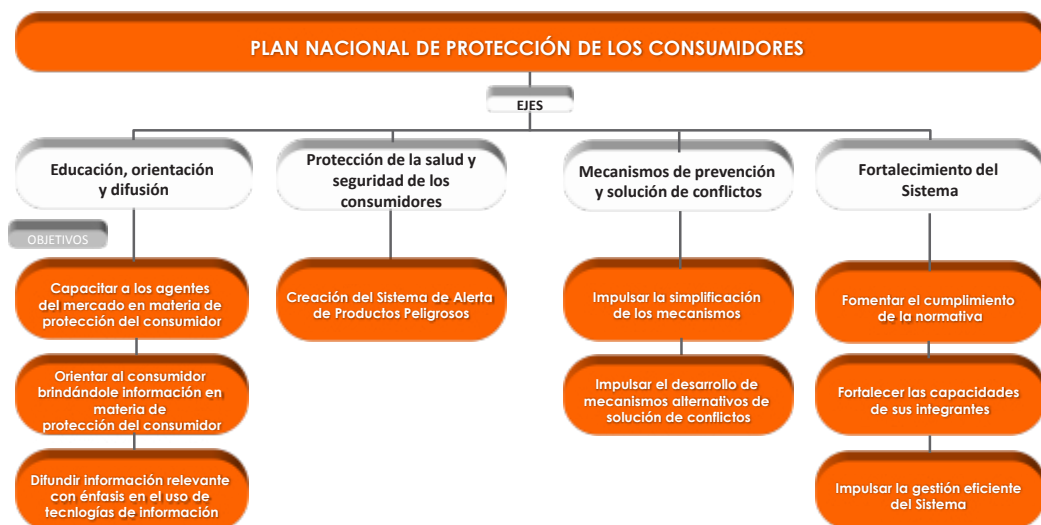 PLAN NACIONAL DE PROTECCIÓN DE LOS CONSUMIDORES
EJES
Educación, orientación
y difusión
Protección de la salud y
seguridad de los
consumidores
Mecanismos de prevención
y solución de conflictos
Fortalecimiento del
Sistema
OBJETIVOS
Capacitar a los agentes
del mercado en materia de
protección del consumidor
Creación del Sistema de Alerta
de Productos Peligrosos
Impulsar la simplificación
de los mecanismos
Fomentar el cumplimiento
de la normativa
Orientar al consumidor
brindándole información en
materia de
protección del consumidor
Impulsar el desarrollo de
mecanismos alternativos de
solución de conflictos
Fortalecer las capacidades
de sus integrantes
Difundir información relevante
con énfasis en el uso de
tecnlogías de información
Impulsar la gestión eficiente
del Sistema